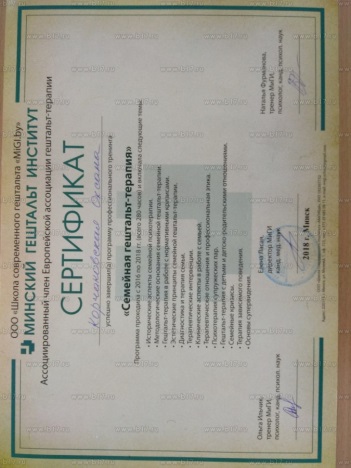 ООО «Школа современного гештальта «MiGI.by»
МИНСКИЙ ГЕШТАЛЬТ ИНСТИТУТ
Ассоциированный член Европейской ассоциации гештальт-терапии
СЕРТИФИКАТ
Корчаковская Оксана
успешно завершил(а) программу профессионального тренинга
«Семейная гештальт-терапия»
Программа проходила с 2016 по 2018 гг. (всего 280 часов) и включала следующие темы:
• Исторические аспекты семейной психотерапии.
• Методологические основания семейной гештальт-терапии.
• Гештальт-терапия в работе с нормативными кризисами.
• Эстетические принципы семейной гештальт-терапии.
• Диагностика и терапия семьи.
• Терапевтические интервенции.
• Клинические аспекты в работе с семьей.
• Терапевтические отношения и профессиональная этика.
• Психотерапия супружеских пар.
• Гештальт-терапия с детьми и детско-родительскими отношениями.
• Семейные кризисы.
• Терапия зависимого поведения.
• Основы супервидения.
Ольга Ильчик,
тренер МиГИ,
психолог, канд. психол. наук
Елена Ласая,
директор МиГИ
канд. мед. наук
Наталья Фурманова,
тренер МиГИ,
психолог, канд. психол. наук
2018 г. Минск